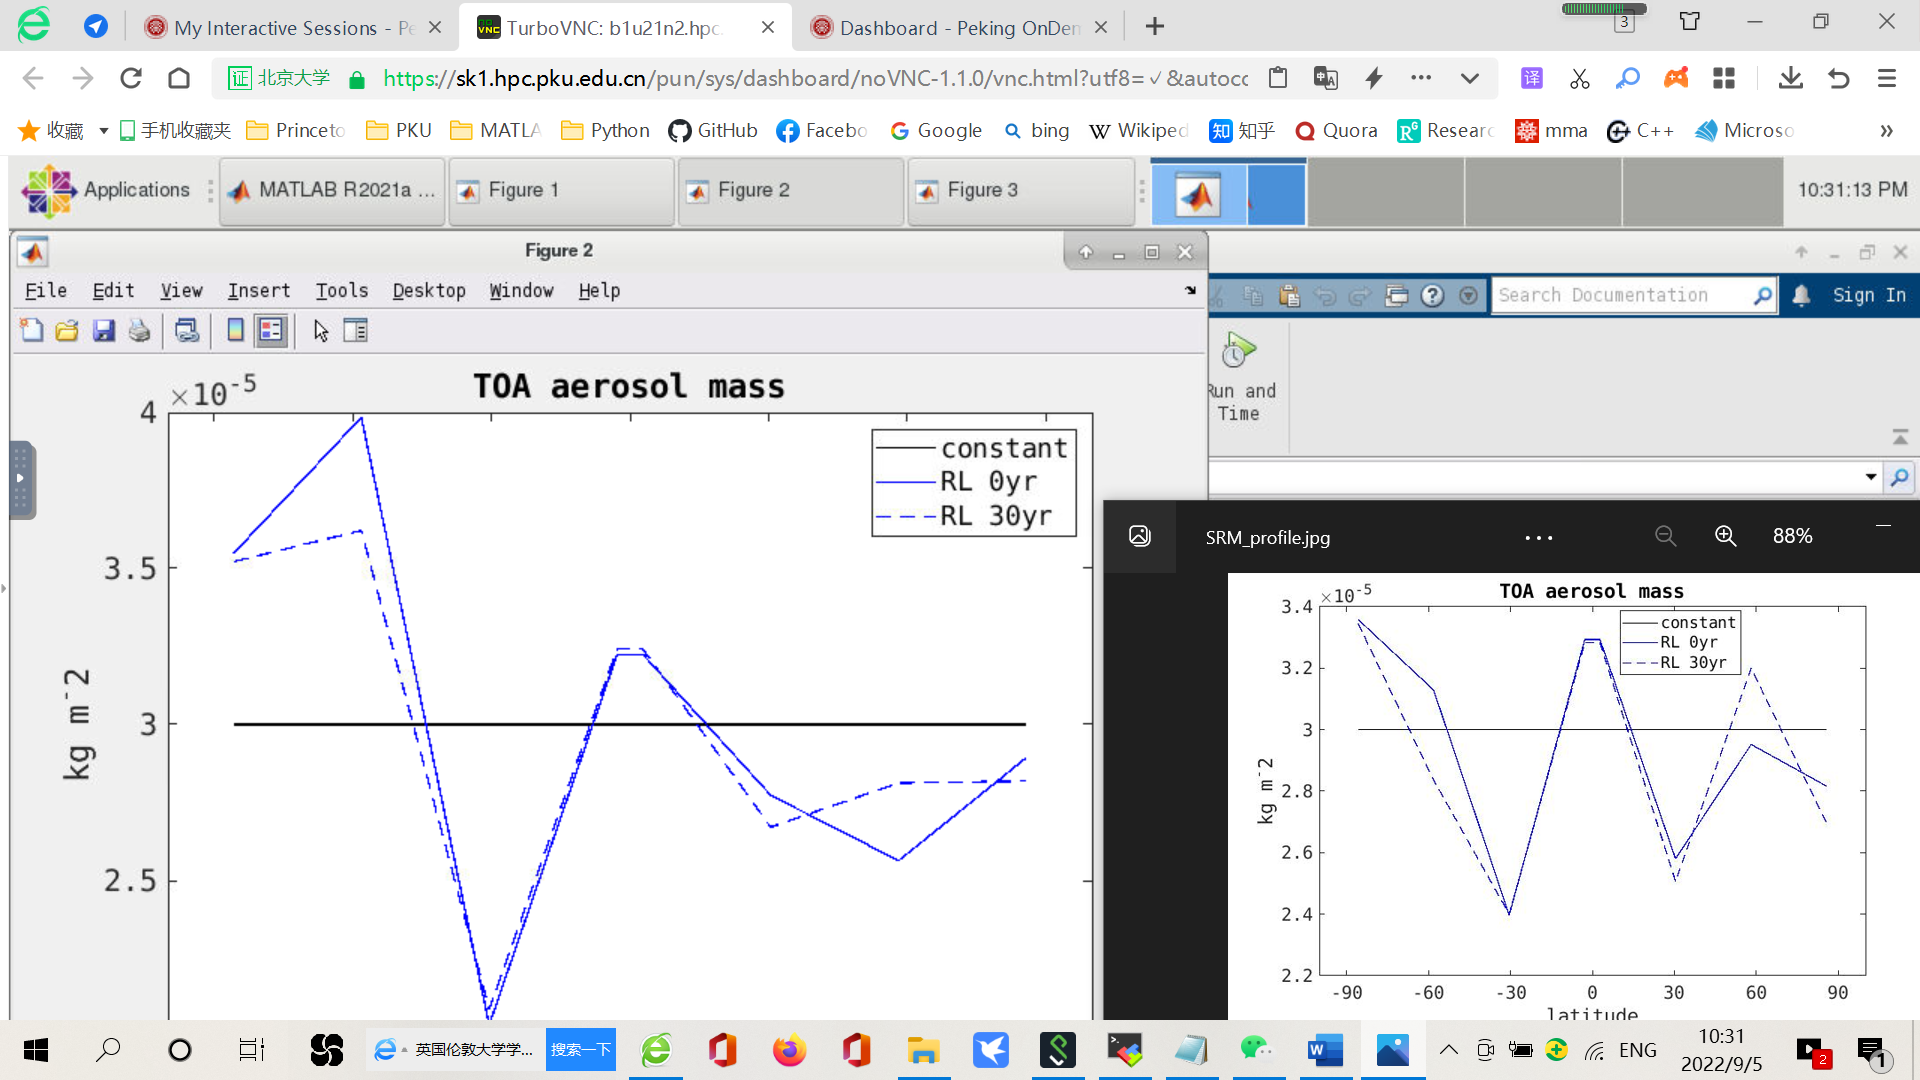 3
My Interactive Sessions - Pe
TurboVNC: b1u21n2.hpc.
Dashboard - Peking OnDem
证 北京大学
https://sk1.hpc.pku.edu.cn/pun/sys/dashboard/noVNC-1.1.0/vnc.html?utf8=✓&autocc
译
收藏
手机收藏夹
Princeto
PKU
MATLA
Python
GitHub
Facebo
Google
bing
Wikiped
知 知乎
Quora
Researc
mma
C++
Microso
Applications
MATLAB R2021a ...
Figure 1
Figure 2
Figure 3
10:31:13 PM
Figure 2
File Edit View Insert Tools Desktop Window Help
Search Documentation
Sign In
Run and
Time
×10-5
TOA aerosol mass
4
3.5
3
2.5
kg m-2
constant
RL 0yr
RL 30yr
SRM_profile.jpg
88%
×10-5
TOA aerosol mass
3.4
3.2
3
2.8
2.6
2.4
2.2
kg m-2
constant
RL 0yr
RL 30yr
-90 -60 -30 0 30 60 90
latitude
英国伦敦大学学... 搜索一下
ENG
10:31
2022/9/5
2
1